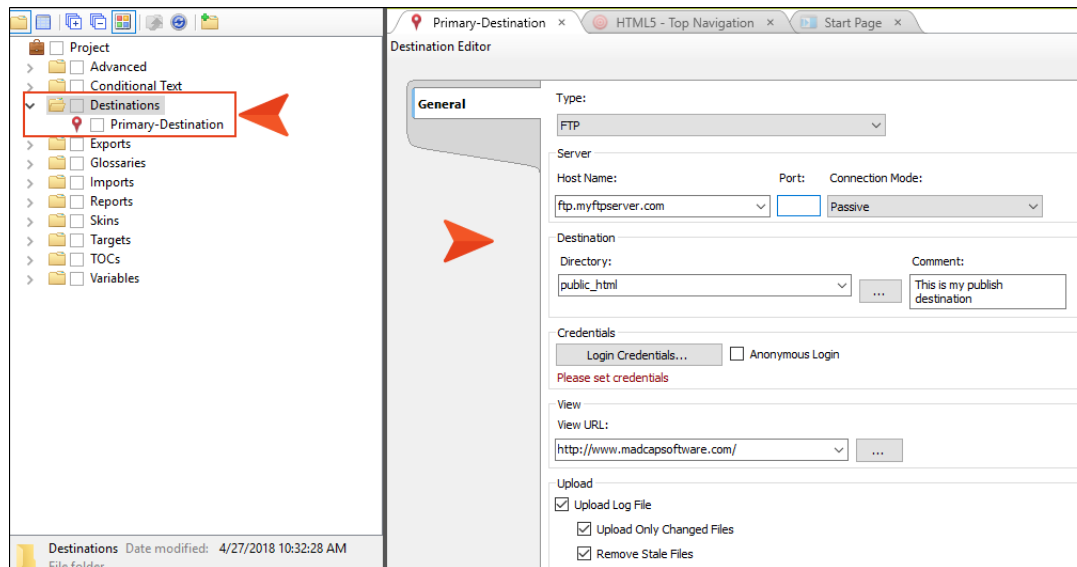 Project
Advanced
Conditional Text
Destinations
Primary-Destination
Exports
Glossaries
Imports
Reports
Skins
Targets
TOCs
Variables
Destinations Date modified: 4/27/2018 10:32:28 AM
File folder
Primary-Destination × HTML5 - Top Navigation × Start Page ×
Destination Editor
General
Type:
FTP
Server
Host Name: Port: Connection Mode:
ftp.myftpserver.com Passive
Destination
Directory: Comment:
public_html ... This is my publish
destination
Credentials
Login Credentials... Anonymous Login
Please set credentials
View
View URL:
http://www.madcapsoftware.com/ ...
Upload
Upload Log File
Upload Only Changed Files
Remove Stale Files